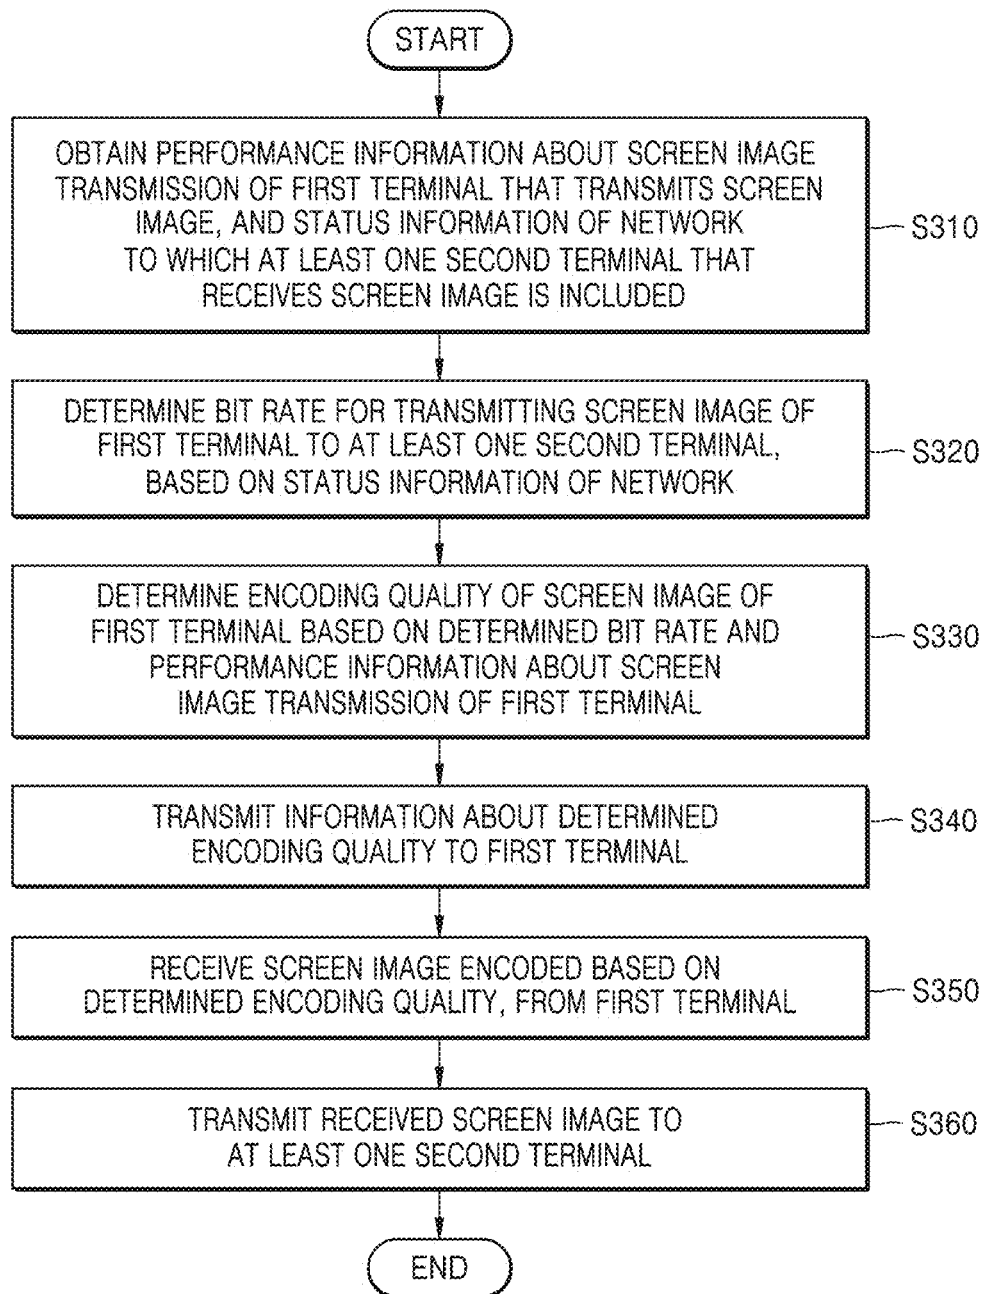 START
OBTAIN PERFORMANCE INFORMATION ABOUT SCREEN IMAGE
TRANSMISSION OF FIRST TERMINAL THAT TRANSMITS SCREEN
IMAGE, AND STATUS INFORMATION OF NETWORK
TO WHICH AT LEAST ONE SECOND TERMINAL THAT
RECEIVES SCREEN IMAGE IS INCLUDED
S310
DETERMINE BIT RATE FOR TRANSMITTING SCREEN IMAGE OF
FIRST TERMINAL TO AT LEAST ONE SECOND TERMINAL,
BASED ON STATUS INFORMATION OF NETWORK
S320
DETERMINE ENCODING QUALITY OF SCREEN IMAGE OF
FIRST TERMINAL BASED ON DETERMINED BIT RATE AND
PERFORMANCE INFORMATION ABOUT SCREEN
IMAGE TRANSMISSION OF FIRST TERMINAL
S330
TRANSMIT INFORMATION ABOUT DETERMINED
ENCODING QUALITY TO FIRST TERMINAL
S340
RECEIVE SCREEN IMAGE ENCODED BASED ON
DETERMINED ENCODING QUALITY, FROM FIRST TERMINAL
S350
TRANSMIT RECEIVED SCREEN IMAGE TO
AT LEAST ONE SECOND TERMINAL
S360
END